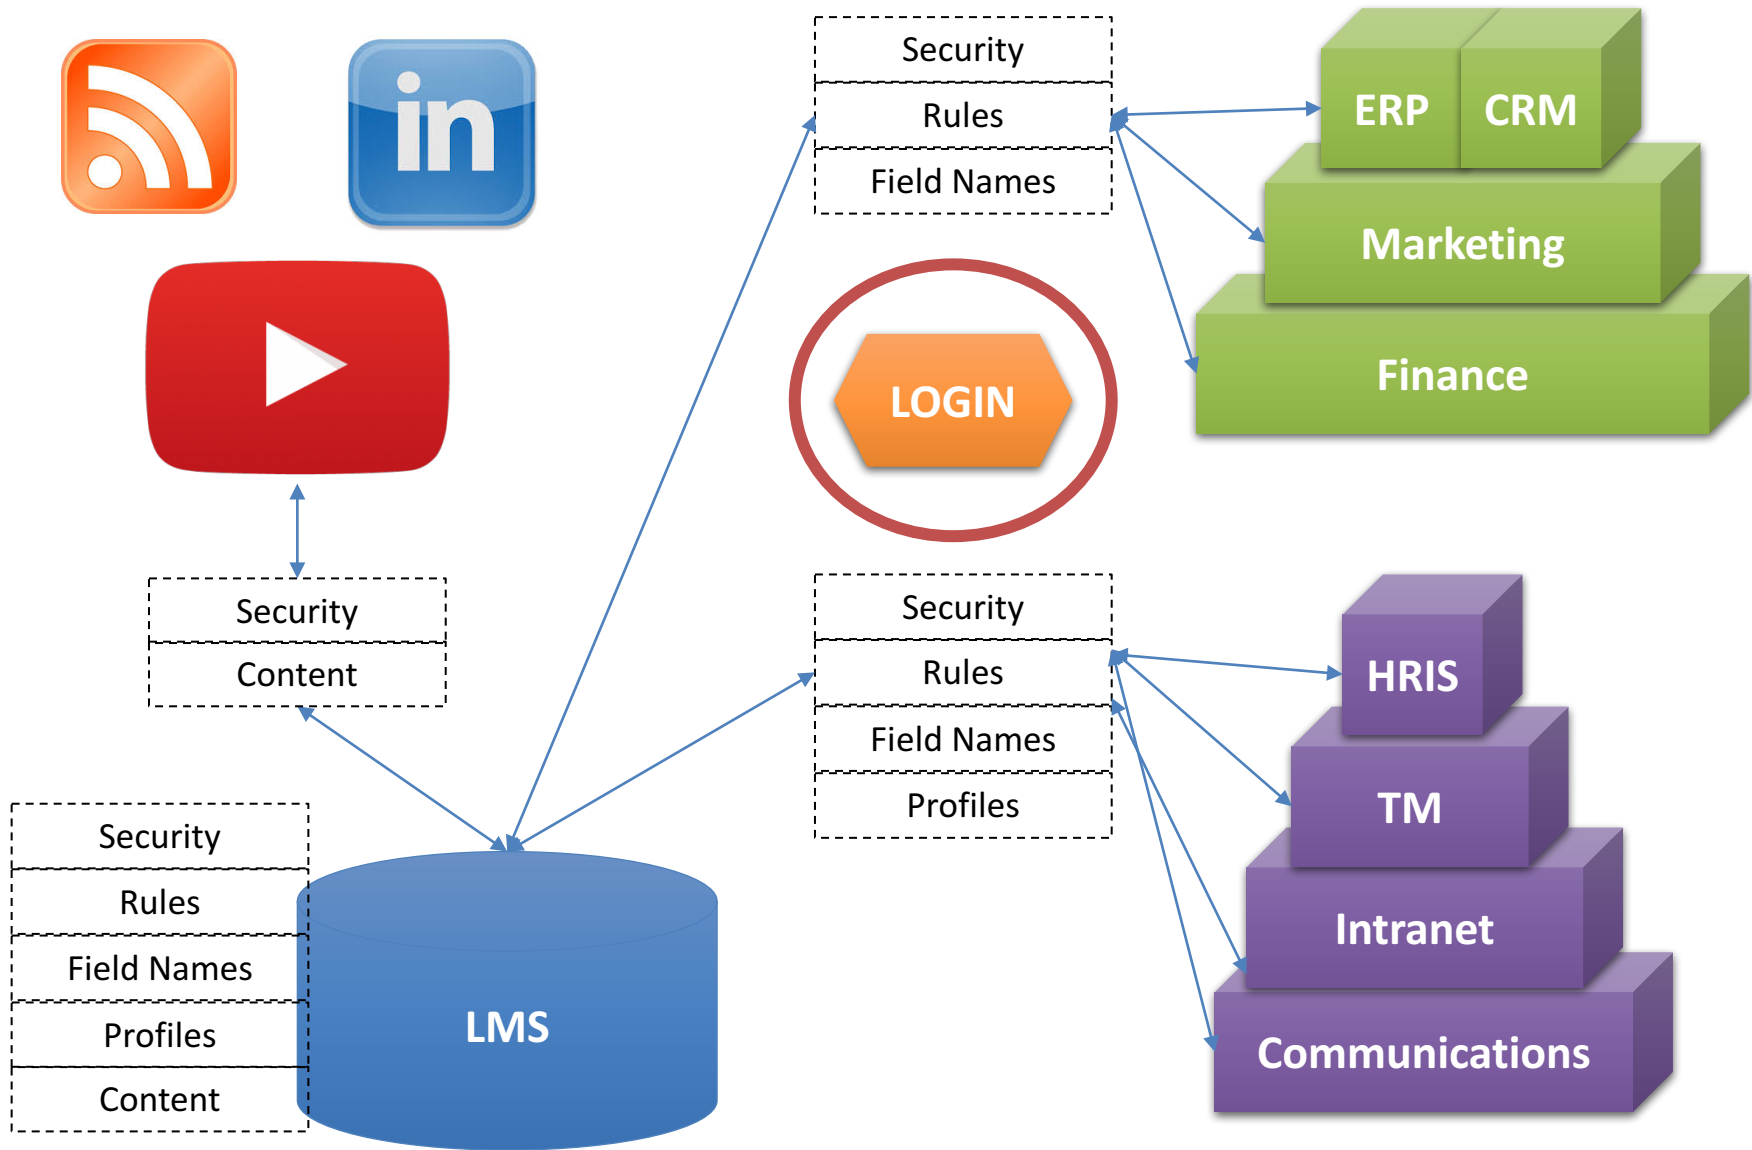 in
Security
Rules
Field Names
ERP
CRM
Marketing
Finance
LOGIN
Security
Content
Security
Rules
Field Names
Profiles
HRIS
TM
Intranet
Communications
Security
Rules
Field Names
Profiles
Content
LMS